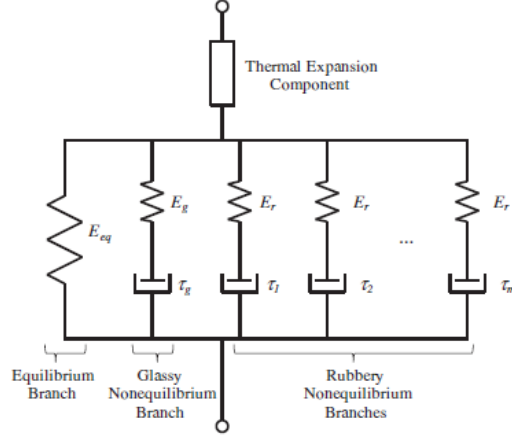 Thermal Expansion
Component
E_eq
E_g
E_r
E_r
...
E_r
τ_g
τ_1
τ_2
τ_m
Equilibrium
Branch
Glassy
Nonequilibrium
Branch
Rubbery
Nonequilibrium
Branches